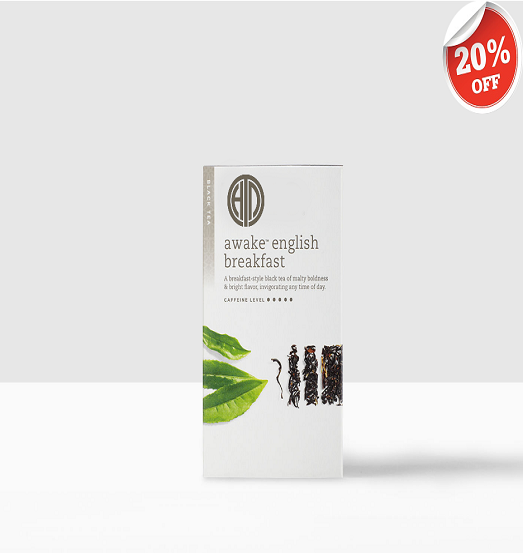 20%
OFF
BLACK TEA
awake™ english
breakfast
A breakfast-style black tea of malty boldness
& bright flavor, invigorating any time of day.
CAFFEINE LEVEL